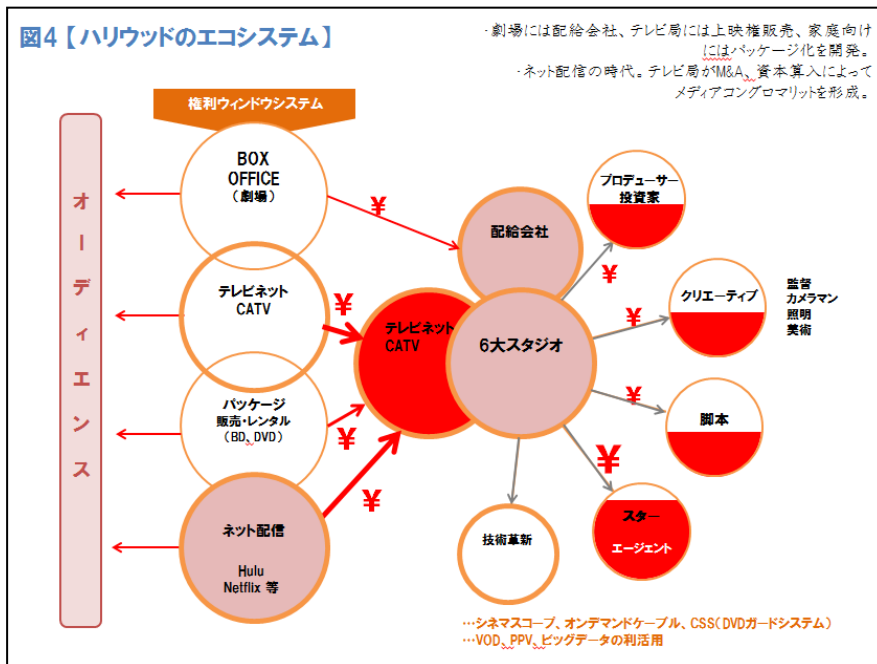 図4【ハリウッドのエコシステム】
・劇場には配給会社、テレビ局には上映権販売、家庭向け
にはパッケージ化を開発。
・ネット配信の時代。テレビ局がM&A、資本算入によって
メディアコングロマリットを形成。
権利ウィンドウシステム
オーディエンス
BOX
OFFICE
（劇場）
テレビネット
CATV
パッケージ
販売・レンタル
（BD、DVD）
ネット配信
Hulu
Netflix 等
¥
¥
¥
¥
配給会社
テレビネット
CATV
6大スタジオ
¥
¥
¥
¥
プロデューサー
投資家
クリエーティブ
監督
カメラマン
照明
美術
脚本
スター
エージェント
技術革新
…シネマスコープ、オンデマンドケーブル、CSS（DVDガードシステム）
…VOD、PPV、ビッグデータの利活用